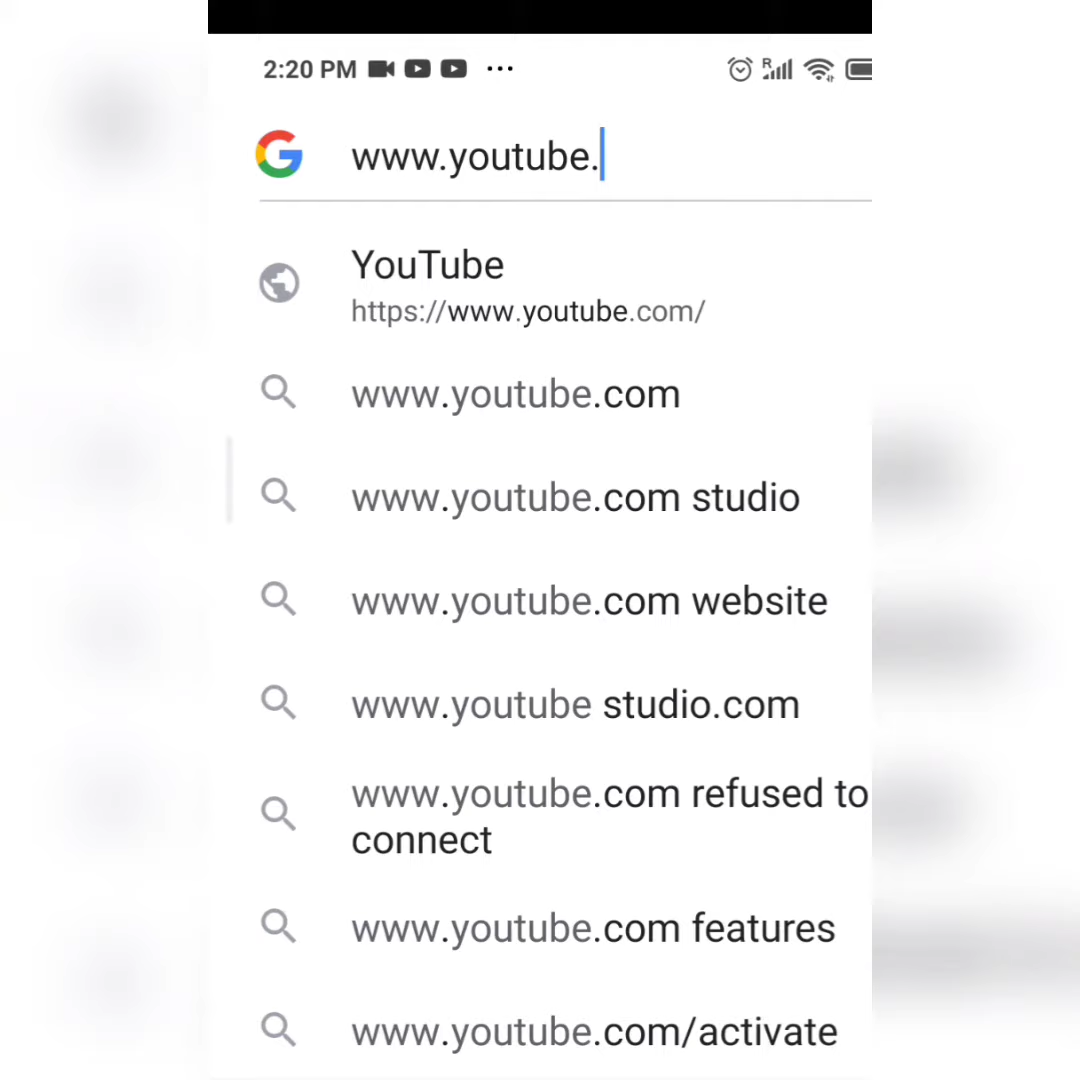 2:20 PM
www.youtube.
YouTube
https://www.youtube.com/
www.youtube.com
www.youtube.com studio
www.youtube.com website
www.youtube studio.com
www.youtube.com refused to
connect
www.youtube.com features
www.youtube.com/activate